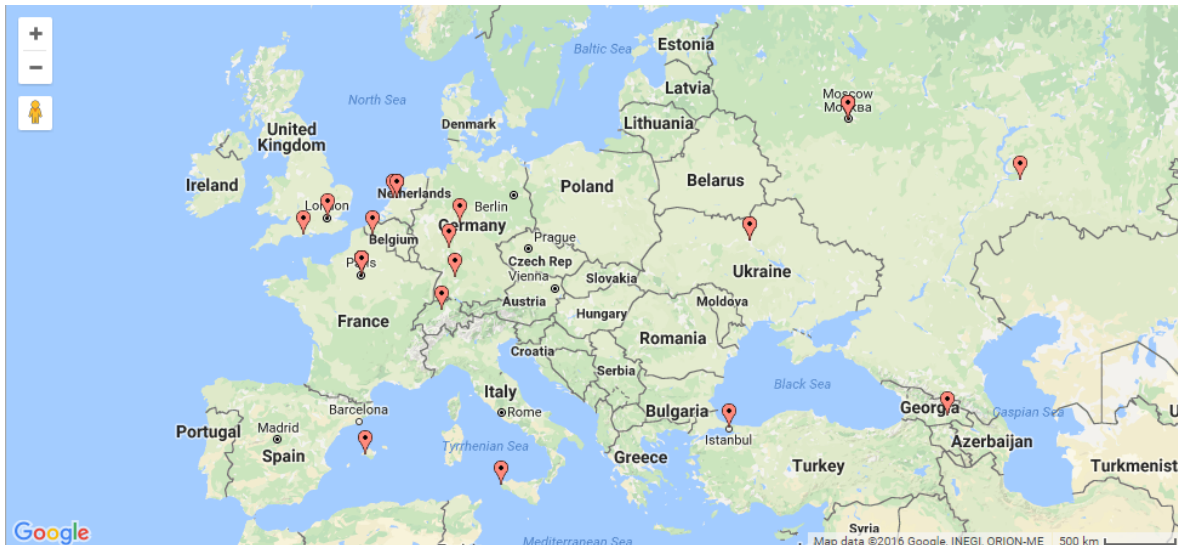 +
−
Estonia
Baltic Sea
Latvia
Moscow
Москва
North Sea
Denmark
Lithuania
United
Kingdom
Ireland
Netherlands
Berlin
Poland
Belarus
London
Germany
Belgium
Prague
Czech Rep
Ukraine
Paris
Vienna
Slovakia
Austria
Moldova
Hungary
France
Romania
Croatia
Serbia
Italy
Black Sea
Barcelona
Rome
Bulgaria
Georgia
Caspian Sea
Portugal
Madrid
Istanbul
Azerbaijan
Spain
Tyrrhenian Sea
Greece
Turkey
Turkmenist
Syria
Google
Mediterranean Sea
Map data ©2016 Google, INEGI, ORION-ME 500 km